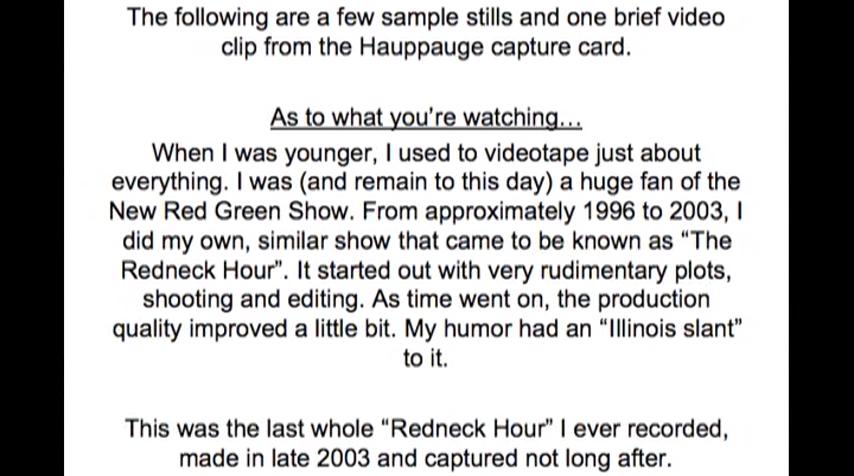 The following are a few sample stills and one brief video
clip from the Hauppauge capture card.
As to what you're watching…
When I was younger, I used to videotape just about
everything. I was (and remain to this day) a huge fan of the
New Red Green Show. From approximately 1996 to 2003, I
did my own, similar show that came to be known as “The
Redneck Hour”. It started out with very rudimentary plots,
shooting and editing. As time went on, the production
quality improved a little bit. My humor had an “Illinois slant”
to it.
This was the last whole “Redneck Hour” I ever recorded,
made in late 2003 and captured not long after.